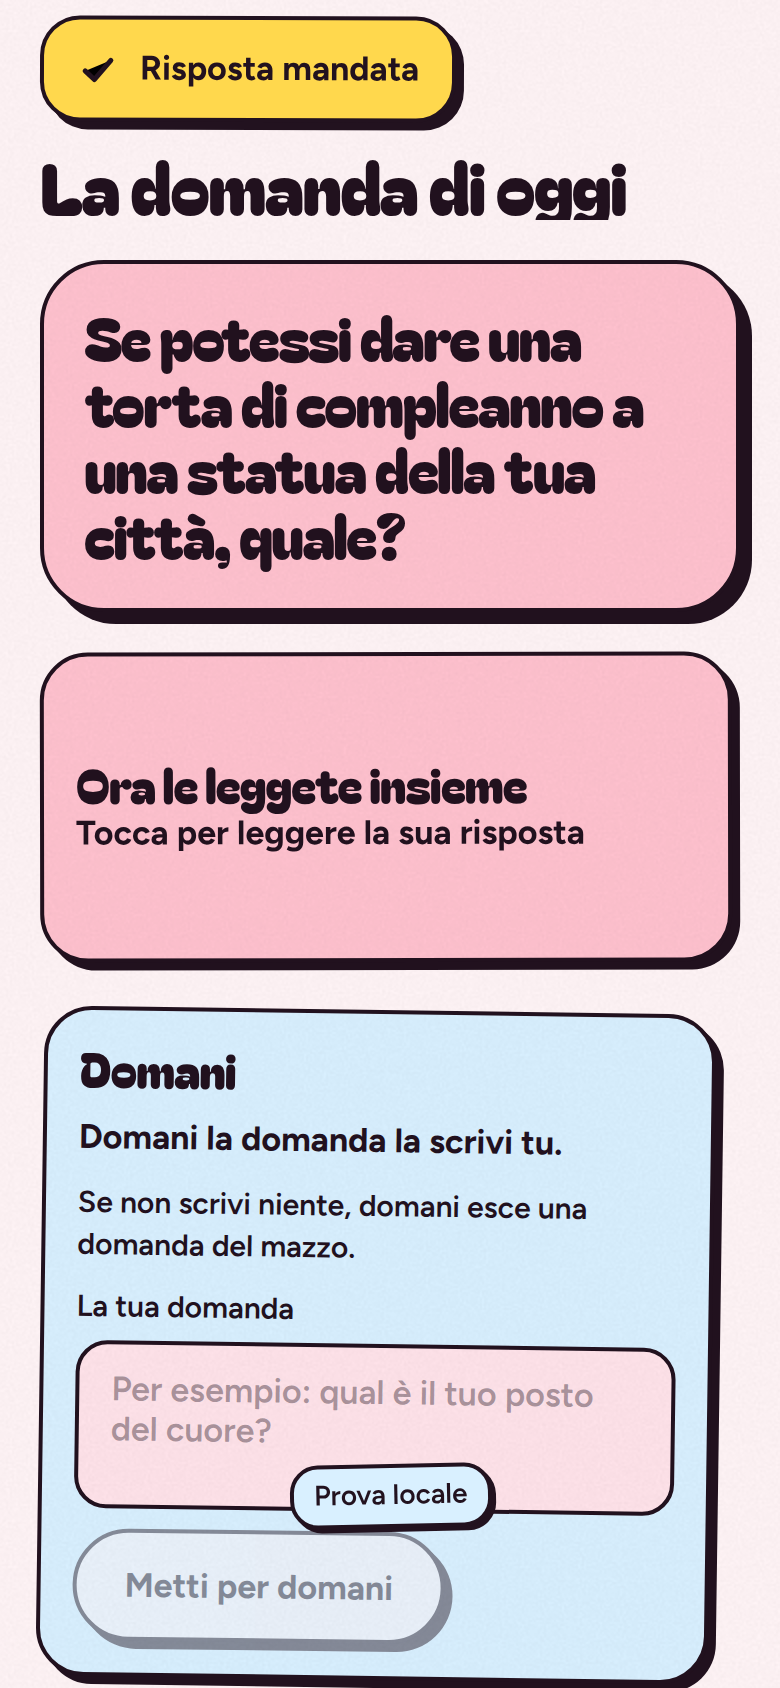 Risposta mandata
La domanda di oggi
Se potessi dare una
torta di compleanno a
una statua della tua
città, quale?
Ora le leggete insieme
Tocca per leggere la sua risposta
Domani
Domani la domanda la scrivi tu.
Se non scrivi niente, domani esce una
domanda del mazzo.
La tua domanda
Per esempio: qual è il tuo posto
del cuore?
Prova locale
Metti per domani